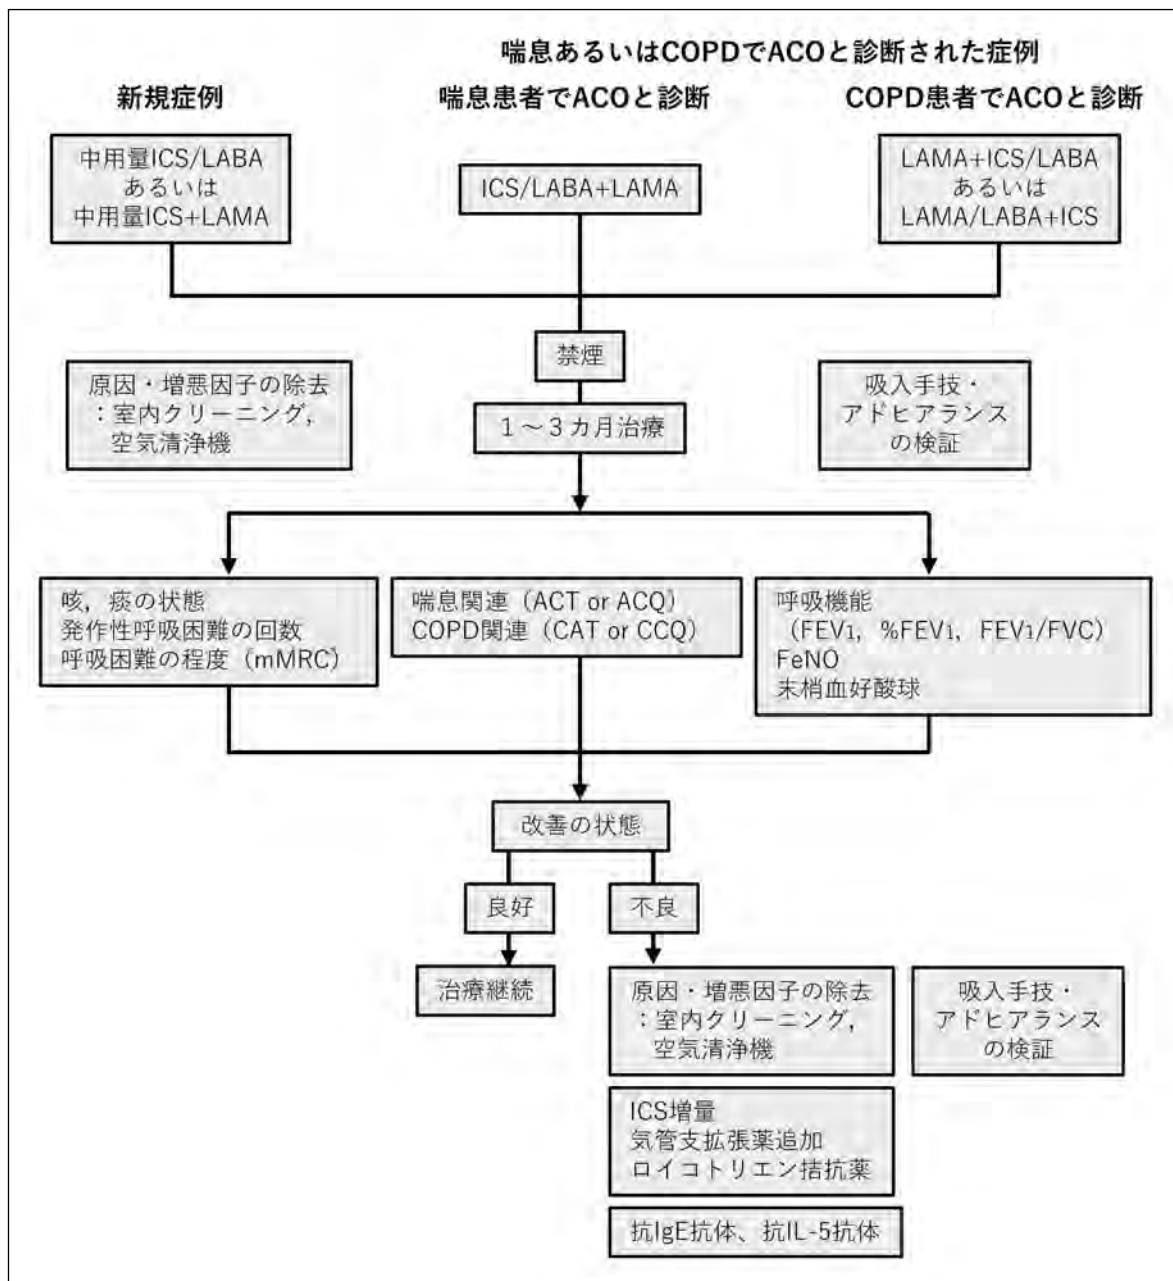 喘息あるいはCOPDでACOと診断された症例
新規症例
喘息患者でACOと診断
COPD患者でACOと診断
中用量ICS/LABA
あるいは
中用量ICS+LAMA
ICS/LABA+LAMA
LAMA+ICS/LABA
あるいは
LAMA/LABA+ICS
禁煙
原因・増悪因子の除去
：室内クリーニング，
空気清浄機
１～３カ月治療
吸入手技・
アドヒアランス
の検証
咳，痰の状態
発作性呼吸困難の回数
呼吸困難の程度（mMRC）
喘息関連（ACT or ACQ）
COPD関連（CAT or CCQ）
呼吸機能
（FEV1，%FEV1，FEV1/FVC）
FeNO
末梢血好酸球
改善の状態
良好
不良
治療継続
原因・増悪因子の除去
：室内クリーニング，
空気清浄機
吸入手技・
アドヒアランス
の検証
ICS増量
気管支拡張薬追加
ロイコトリエン拮抗薬
抗IgE抗体、抗IL-5抗体